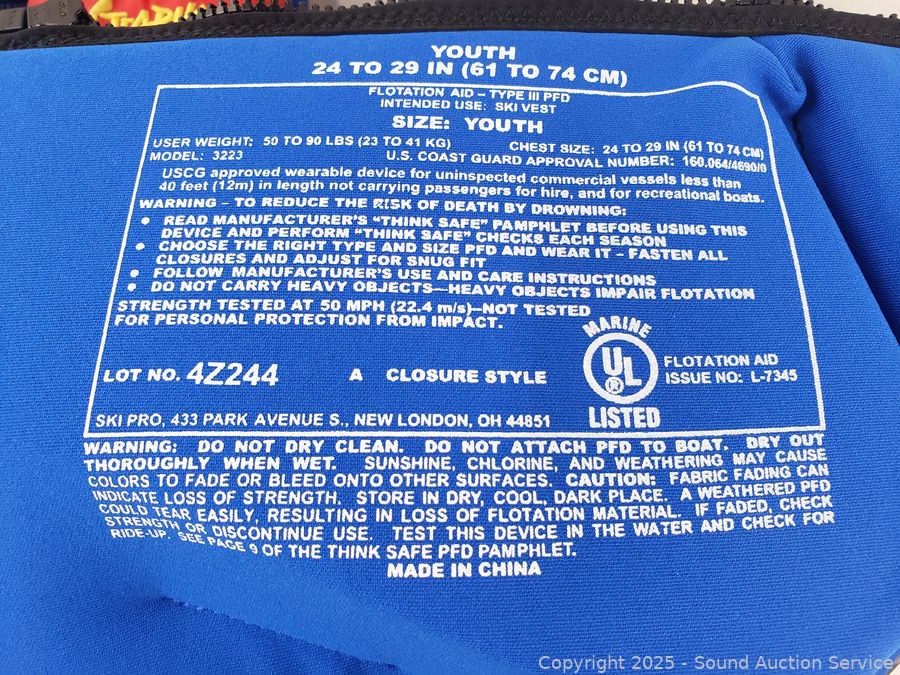 YOUTH
24 TO 29 IN (61 TO 74 CM)
FLOTATION AID – TYPE III PFD
INTENDED USE: SKI VEST
SIZE: YOUTH
USER WEIGHT: 50 TO 90 LBS (23 TO 41 KG) CHEST SIZE: 24 TO 29 IN (61 TO 74 CM)
MODEL: 3223 U.S. COAST GUARD APPROVAL NUMBER: 160.064/4690/0
USCG approved wearable device for uninspected commercial vessels less than
40 feet (12m) in length not carrying passengers for hire, and for recreational boats.
WARNING – TO REDUCE THE RISK OF DEATH BY DROWNING:
• READ MANUFACTURER'S "THINK SAFE" PAMPHLET BEFORE USING THIS
DEVICE AND PERFORM "THINK SAFE" CHECKS EACH SEASON
• CHOOSE THE RIGHT TYPE AND SIZE PFD AND WEAR IT – FASTEN ALL
CLOSURES AND ADJUST FOR SNUG FIT
• FOLLOW MANUFACTURER'S USE AND CARE INSTRUCTIONS
• DO NOT CARRY HEAVY OBJECTS—HEAVY OBJECTS IMPAIR FLOTATION
STRENGTH TESTED AT 50 MPH (22.4 m/s)–NOT TESTED
FOR PERSONAL PROTECTION FROM IMPACT.
MARINE
UL ®
LISTED
FLOTATION AID
ISSUE NO: L-7345
LOT NO. 4Z244 A CLOSURE STYLE
SKI PRO, 433 PARK AVENUE S., NEW LONDON, OH 44851
WARNING: DO NOT DRY CLEAN. DO NOT ATTACH PFD TO BOAT. DRY OUT
THOROUGHLY WHEN WET. SUNSHINE, CHLORINE, AND WEATHERING MAY CAUSE
COLORS TO FADE OR BLEED ONTO OTHER SURFACES. CAUTION: FABRIC FADING CAN
INDICATE LOSS OF STRENGTH. STORE IN DRY, COOL, DARK PLACE. A WEATHERED PFD
COULD TEAR EASILY, RESULTING IN LOSS OF FLOTATION MATERIAL. IF FADED, CHECK
STRENGTH OR DISCONTINUE USE. TEST THIS DEVICE IN THE WATER AND CHECK FOR
RIDE-UP. SEE PAGE 9 OF THE THINK SAFE PFD PAMPHLET.
MADE IN CHINA
Copyright © 2025 - Sound Auction Service